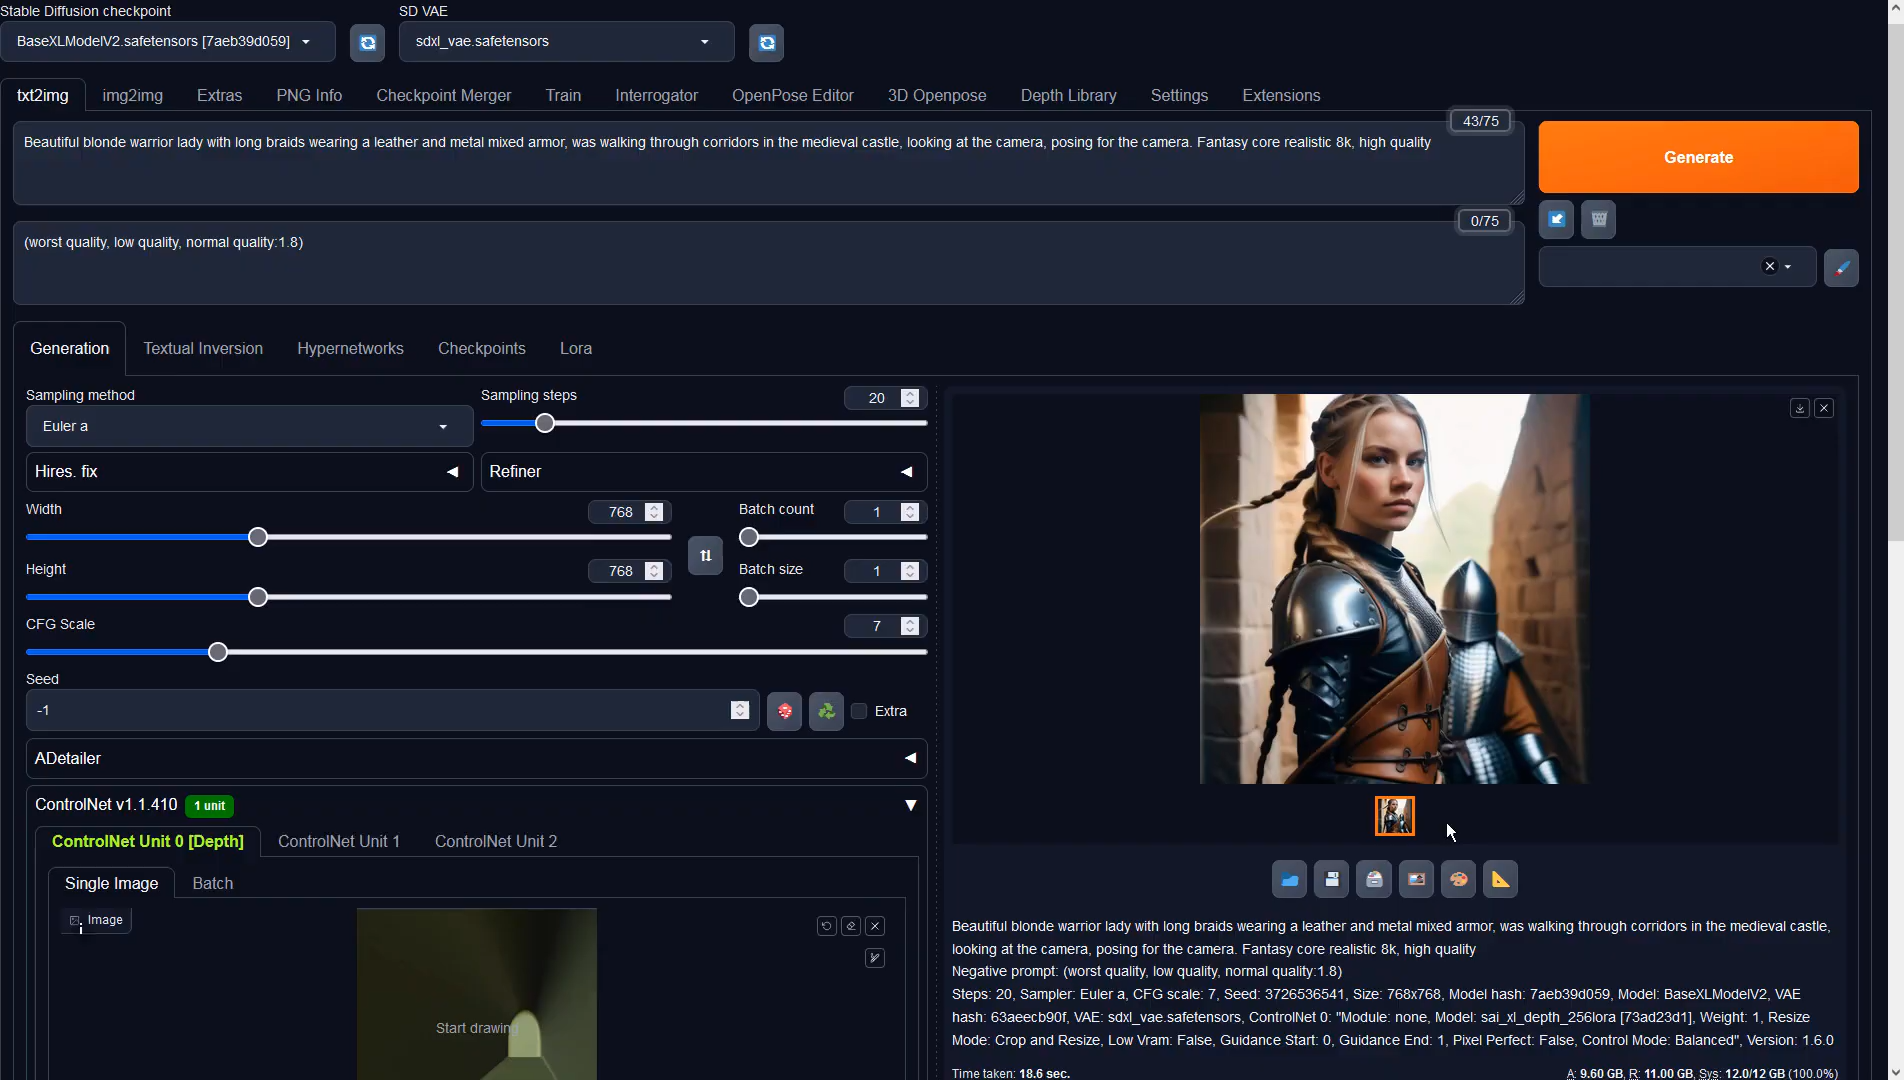 Stable Diffusion checkpoint
SD VAE
BaseXLModelV2.safetensors [7aeb39d059]
sdxl_vae.safetensors
txt2img
img2img
Extras
PNG Info
Checkpoint Merger
Train
Interrogator
OpenPose Editor
3D Openpose
Depth Library
Settings
Extensions
43/75
Beautiful blonde warrior lady with long braids wearing a leather and metal mixed armor, was walking through corridors in the medieval castle, looking at the camera, posing for the camera. Fantasy core realistic 8k, high quality
Generate
0/75
(worst quality, low quality, normal quality:1.8)
Generation
Textual Inversion
Hypernetworks
Checkpoints
Lora
Sampling method
Sampling steps
20
Euler a
Hires. fix
Refiner
Width
768
Batch count
1
Height
768
Batch size
1
CFG Scale
7
Seed
-1
Extra
ADetailer
ControlNet v1.1.410
1 unit
ControlNet Unit 0 [Depth]
ControlNet Unit 1
ControlNet Unit 2
Single Image
Batch
Image
Start drawing
Beautiful blonde warrior lady with long braids wearing a leather and metal mixed armor, was walking through corridors in the medieval castle,
looking at the camera, posing for the camera. Fantasy core realistic 8k, high quality
Negative prompt: (worst quality, low quality, normal quality:1.8)
Steps: 20, Sampler: Euler a, CFG scale: 7, Seed: 3726536541, Size: 768x768, Model hash: 7aeb39d059, Model: BaseXLModelV2, VAE
hash: 63aeecb90f, VAE: sdxl_vae.safetensors, ControlNet 0: "Module: none, Model: sai_xl_depth_256lora [73ad23d1], Weight: 1, Resize
Mode: Crop and Resize, Low Vram: False, Guidance Start: 0, Guidance End: 1, Pixel Perfect: False, Control Mode: Balanced", Version: 1.6.0
Time taken: 18.6 sec.
A: 9.60 GB, R: 11.00 GB, Sys: 12.0/12 GB (100.0%)